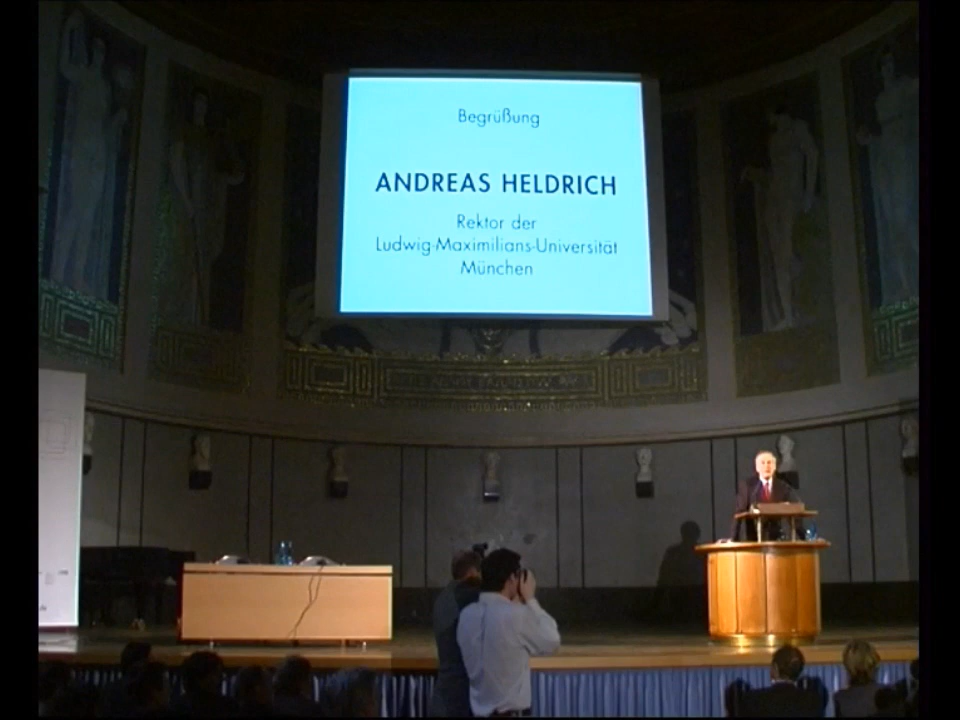 Begrüßung
ANDREAS HELDRICH
Rektor der
Ludwig-Maximilians-Universität
München